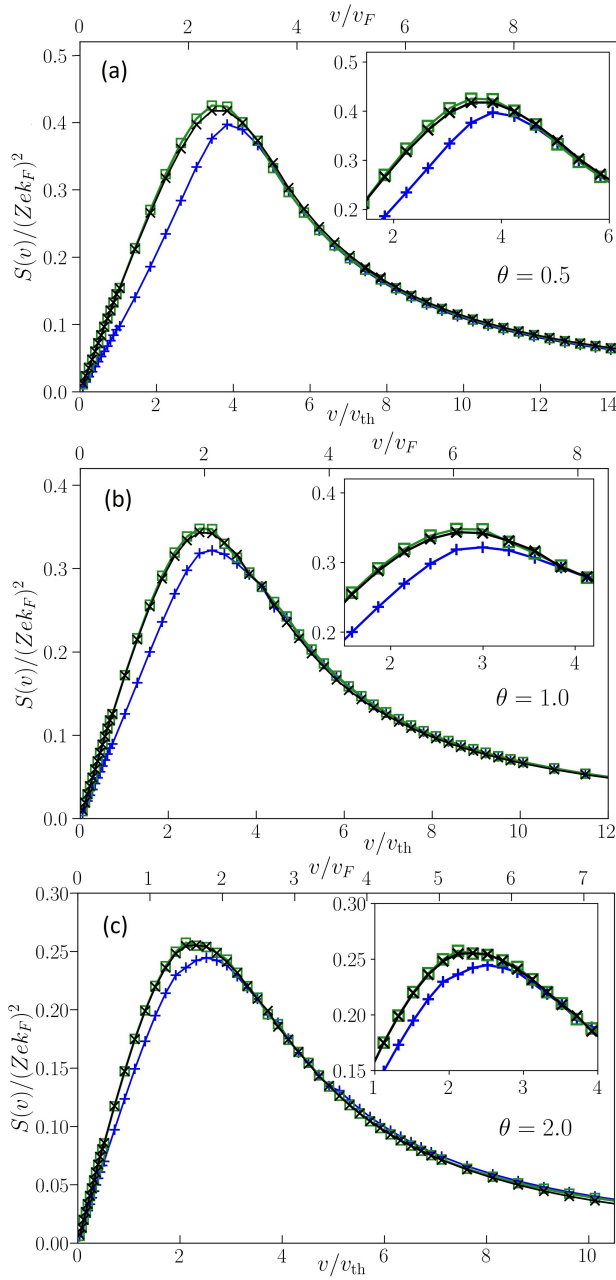 v/v_F
0 2 4 6 8
(a)
0.5
0.4
0.3
0.2
0.1
0.0
S(v)/(Zek_F)^2
0.5
0.4
0.3
0.2
2 4 6
θ = 0.5
0 2 4 6 8 10 12 14
v/v_th
v/v_F
0 2 4 6 8
(b)
0.4
0.3
0.2
0.1
0.0
S(v)/(Zek_F)^2
0.4
0.3
0.2
2 3 4
θ = 1.0
0 2 4 6 8 10 12
v/v_th
0 1 2 3 4 5 6 7
v/v_F
(c)
0.30
0.25
0.20
0.15
0.10
0.05
0.00
S(v)/(Zek_F)^2
0.30
0.25
0.20
0.15
1 2 3 4
θ = 2.0
0 2 4 6 8 10
v/v_th